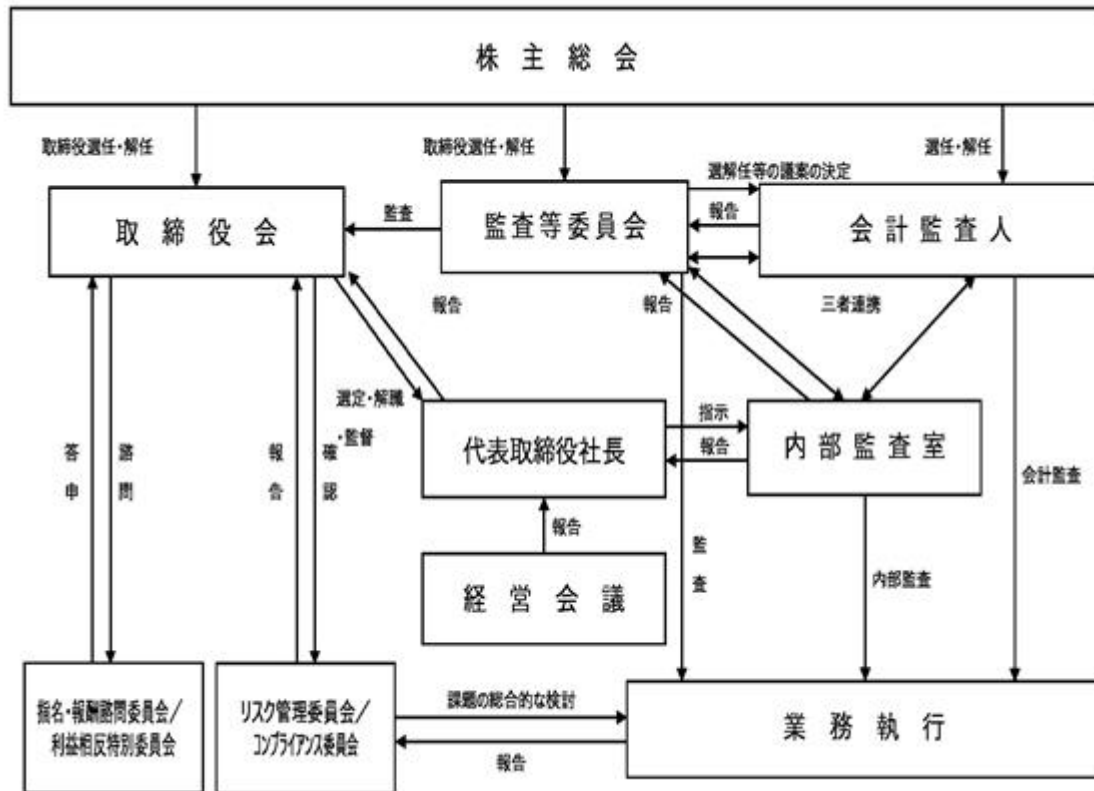 株主総会
取締役選任・解任
取締役選任・解任
選任・解任
選解任等の議案の決定
取締役会
監査
監査等委員会
報告
会計監査人
報告
報告
三者連携
選定・解職
・監督
代表取締役社長
指示
報告
内部監査室
答申
諮問
報告
確認
会計監査
報告
監査
内部監査
経営会議
指名・報酬諮問委員会／
利益相反特別委員会
リスク管理委員会／
コンプライアンス委員会
課題の総合的な検討
報告
業務執行